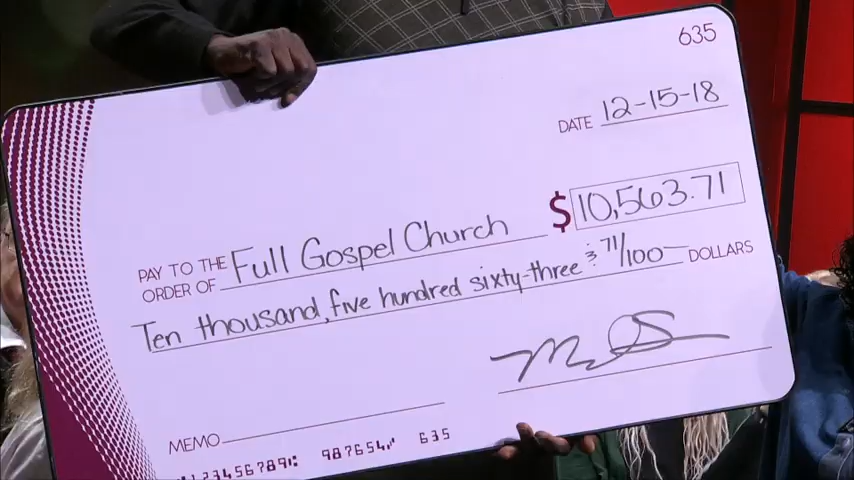 635
DATE 12-15-18
$ 10,563.71
PAY TO THE ORDER OF Full Gospel Church
Ten thousand, five hundred sixty-three & 71/100 DOLLARS
MEMO
123456789⑆ 987654⑈ 635